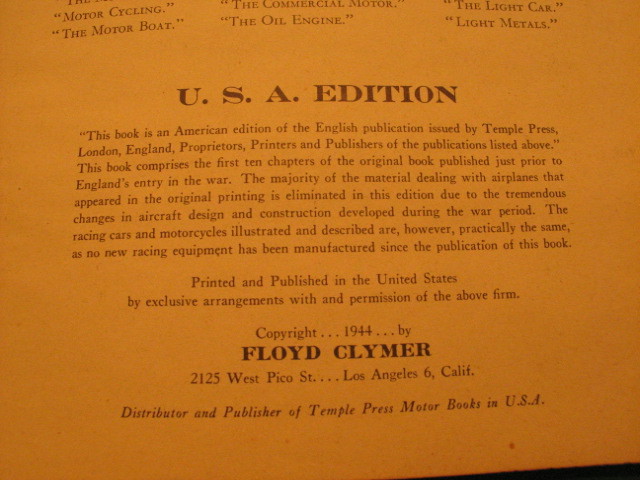 "MOTOR CYCLING." "THE COMMERCIAL MOTOR." "THE LIGHT CAR."
"THE MOTOR BOAT." "THE OIL ENGINE." "LIGHT METALS."
U. S. A. EDITION
"This book is an American edition of the English publication issued by Temple Press,
London, England, Proprietors, Printers and Publishers of the publications listed above."
This book comprises the first ten chapters of the original book published just prior to
England's entry in the war. The majority of the material dealing with airplanes that
appeared in the original printing is eliminated in this edition due to the tremendous
changes in aircraft design and construction developed during the war period. The
racing cars and motorcycles illustrated and described are, however, practically the same,
as no new racing equipment has been manufactured since the publication of this book.
Printed and Published in the United States
by exclusive arrangements with and permission of the above firm.
Copyright . . . 1944 . . . by
FLOYD CLYMER
2125 West Pico St. . . . Los Angeles 6, Calif.
Distributor and Publisher of Temple Press Motor Books in U.S.A.